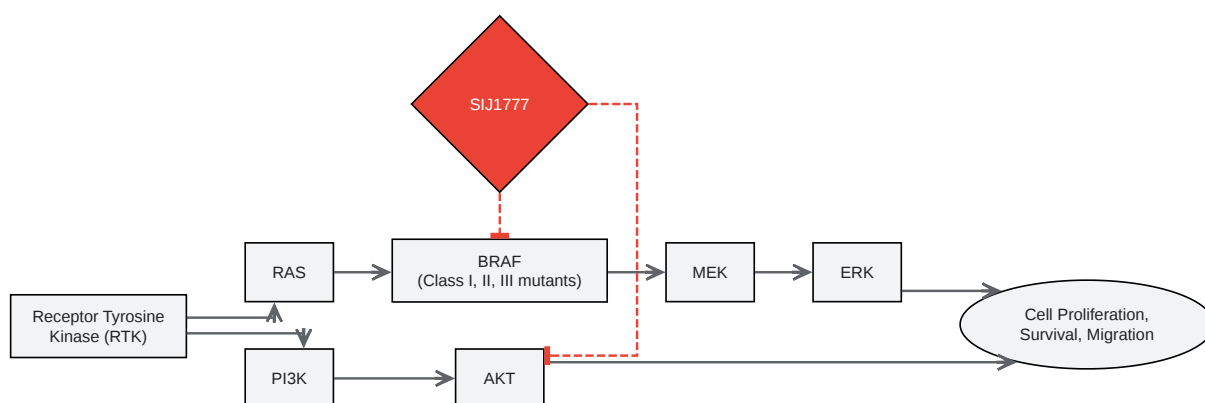 SIJ1777
RAS
BRAF
(Class I, II, III mutants)
MEK
ERK
Receptor Tyrosine
Kinase (RTK)
Cell Proliferation,
Survival, Migration
PI3K
AKT